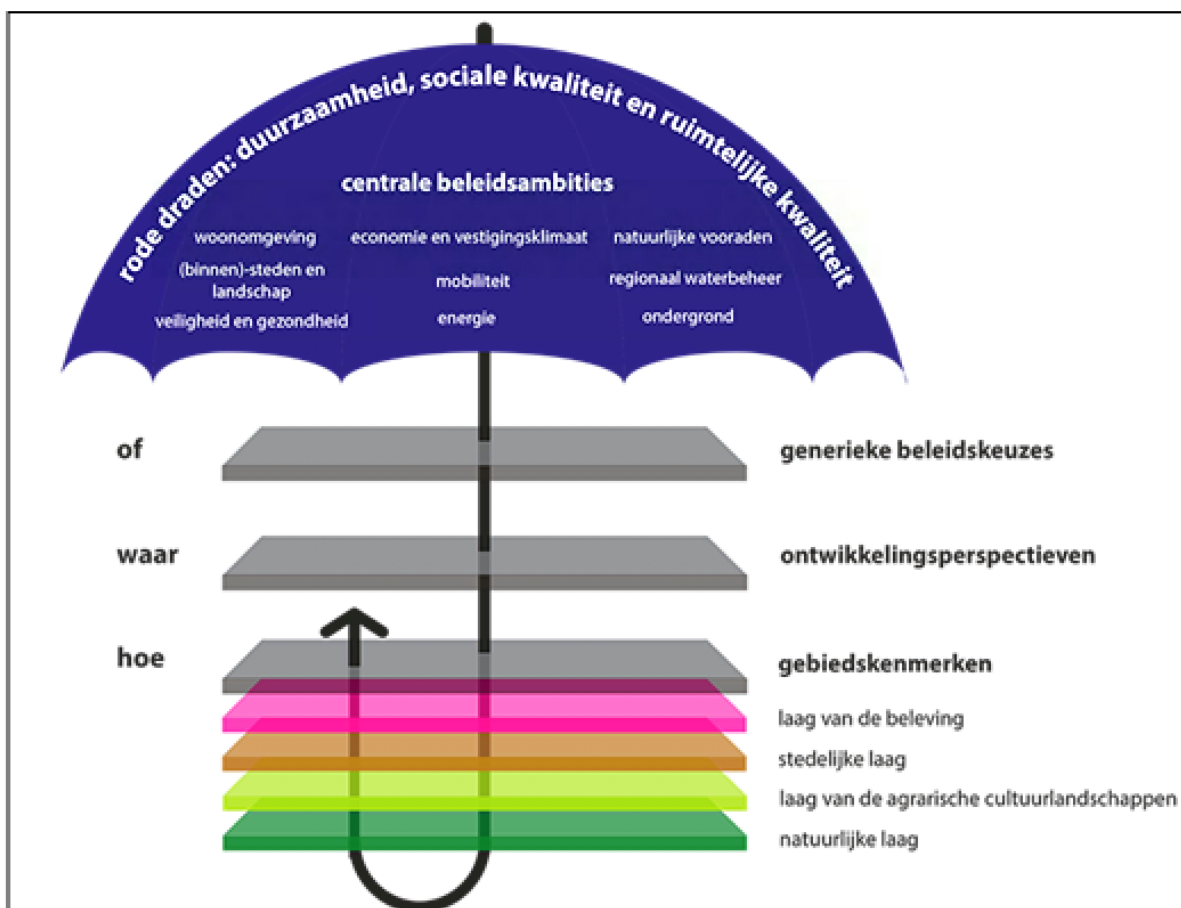 rode draden: duurzaamheid, sociale kwaliteit en ruimtelijke kwaliteit
centrale beleidsambities
woonomgeving economie en vestigingsklimaat natuurlijke vooraden
(binnen)-steden en
landschap
mobiliteit
regionaal waterbeheer
veiligheid en gezondheid energie ondergrond
of generieke beleidskeuzes
waar ontwikkelingsperspectieven
hoe gebiedskenmerken
laag van de beleving
stedelijke laag
laag van de agrarische cultuurlandschappen
natuurlijke laag